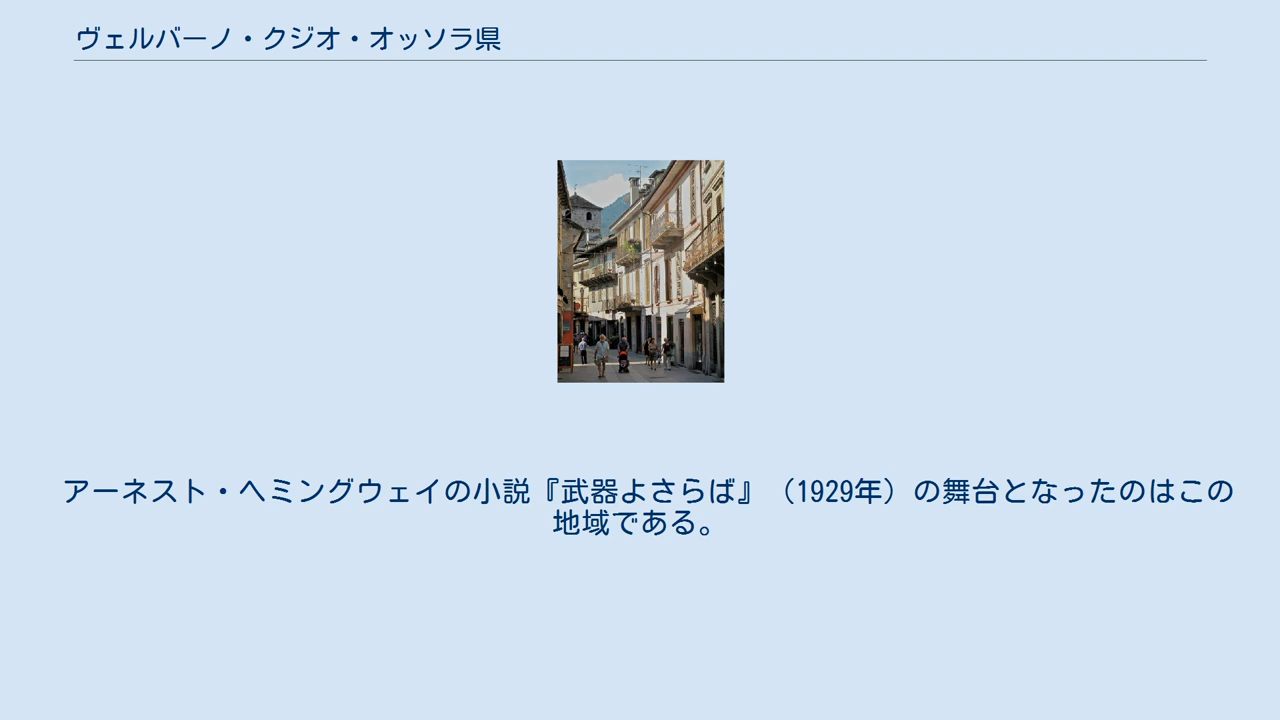 ヴェルバーノ・クジオ・オッソラ県
アーネスト・ヘミングウェイの小説『武器よさらば』（1929年）の舞台となったのはこの
地域である。